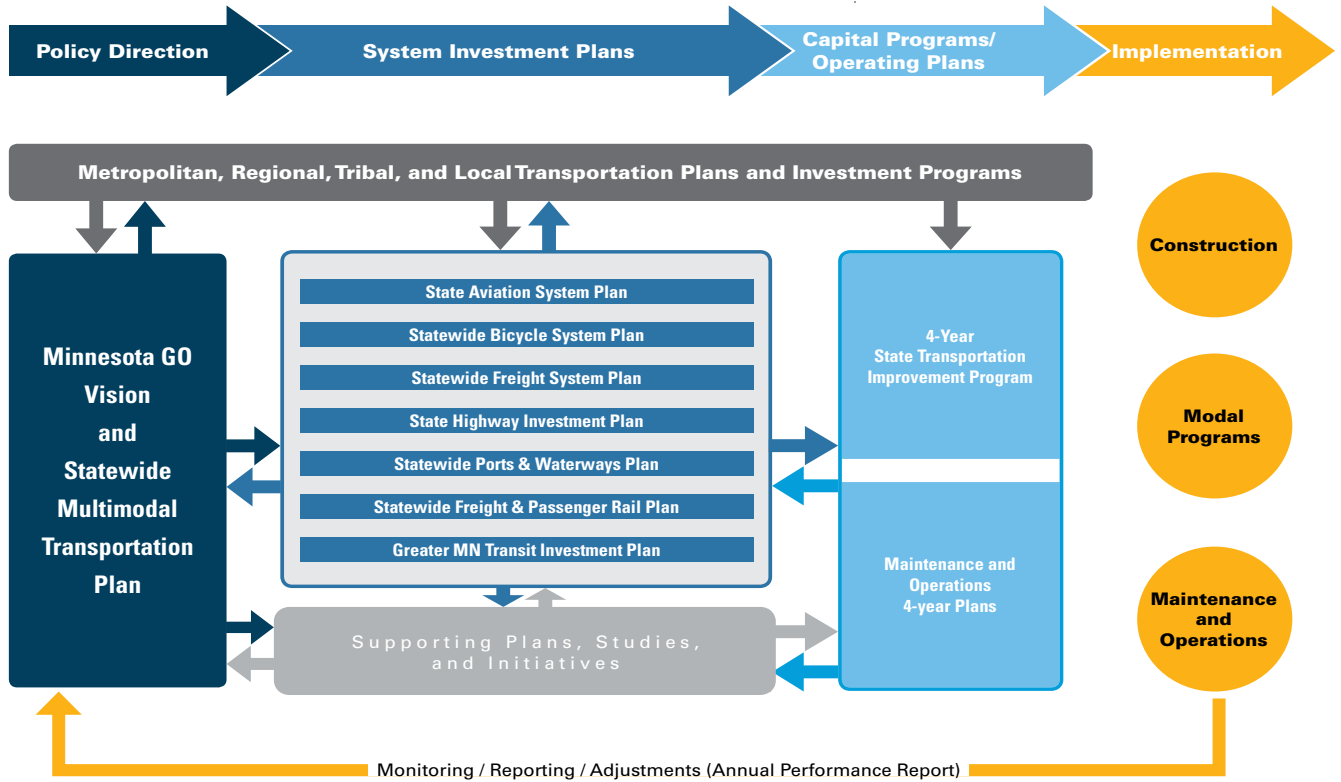 Policy Direction
System Investment Plans
Capital Programs/
Operating Plans
Implementation
Metropolitan, Regional, Tribal, and Local Transportation Plans and Investment Programs
Minnesota GO
Vision
and
Statewide
Multimodal
Transportation
Plan
State Aviation System Plan
Statewide Bicycle System Plan
Statewide Freight System Plan
State Highway Investment Plan
Statewide Ports & Waterways Plan
Statewide Freight & Passenger Rail Plan
Greater MN Transit Investment Plan
Supporting Plans, Studies,
and Initiatives
4-Year
State Transportation
Improvement Program
Maintenance and
Operations
4-year Plans
Construction
Modal
Programs
Maintenance
and
Operations
Monitoring / Reporting / Adjustments (Annual Performance Report)